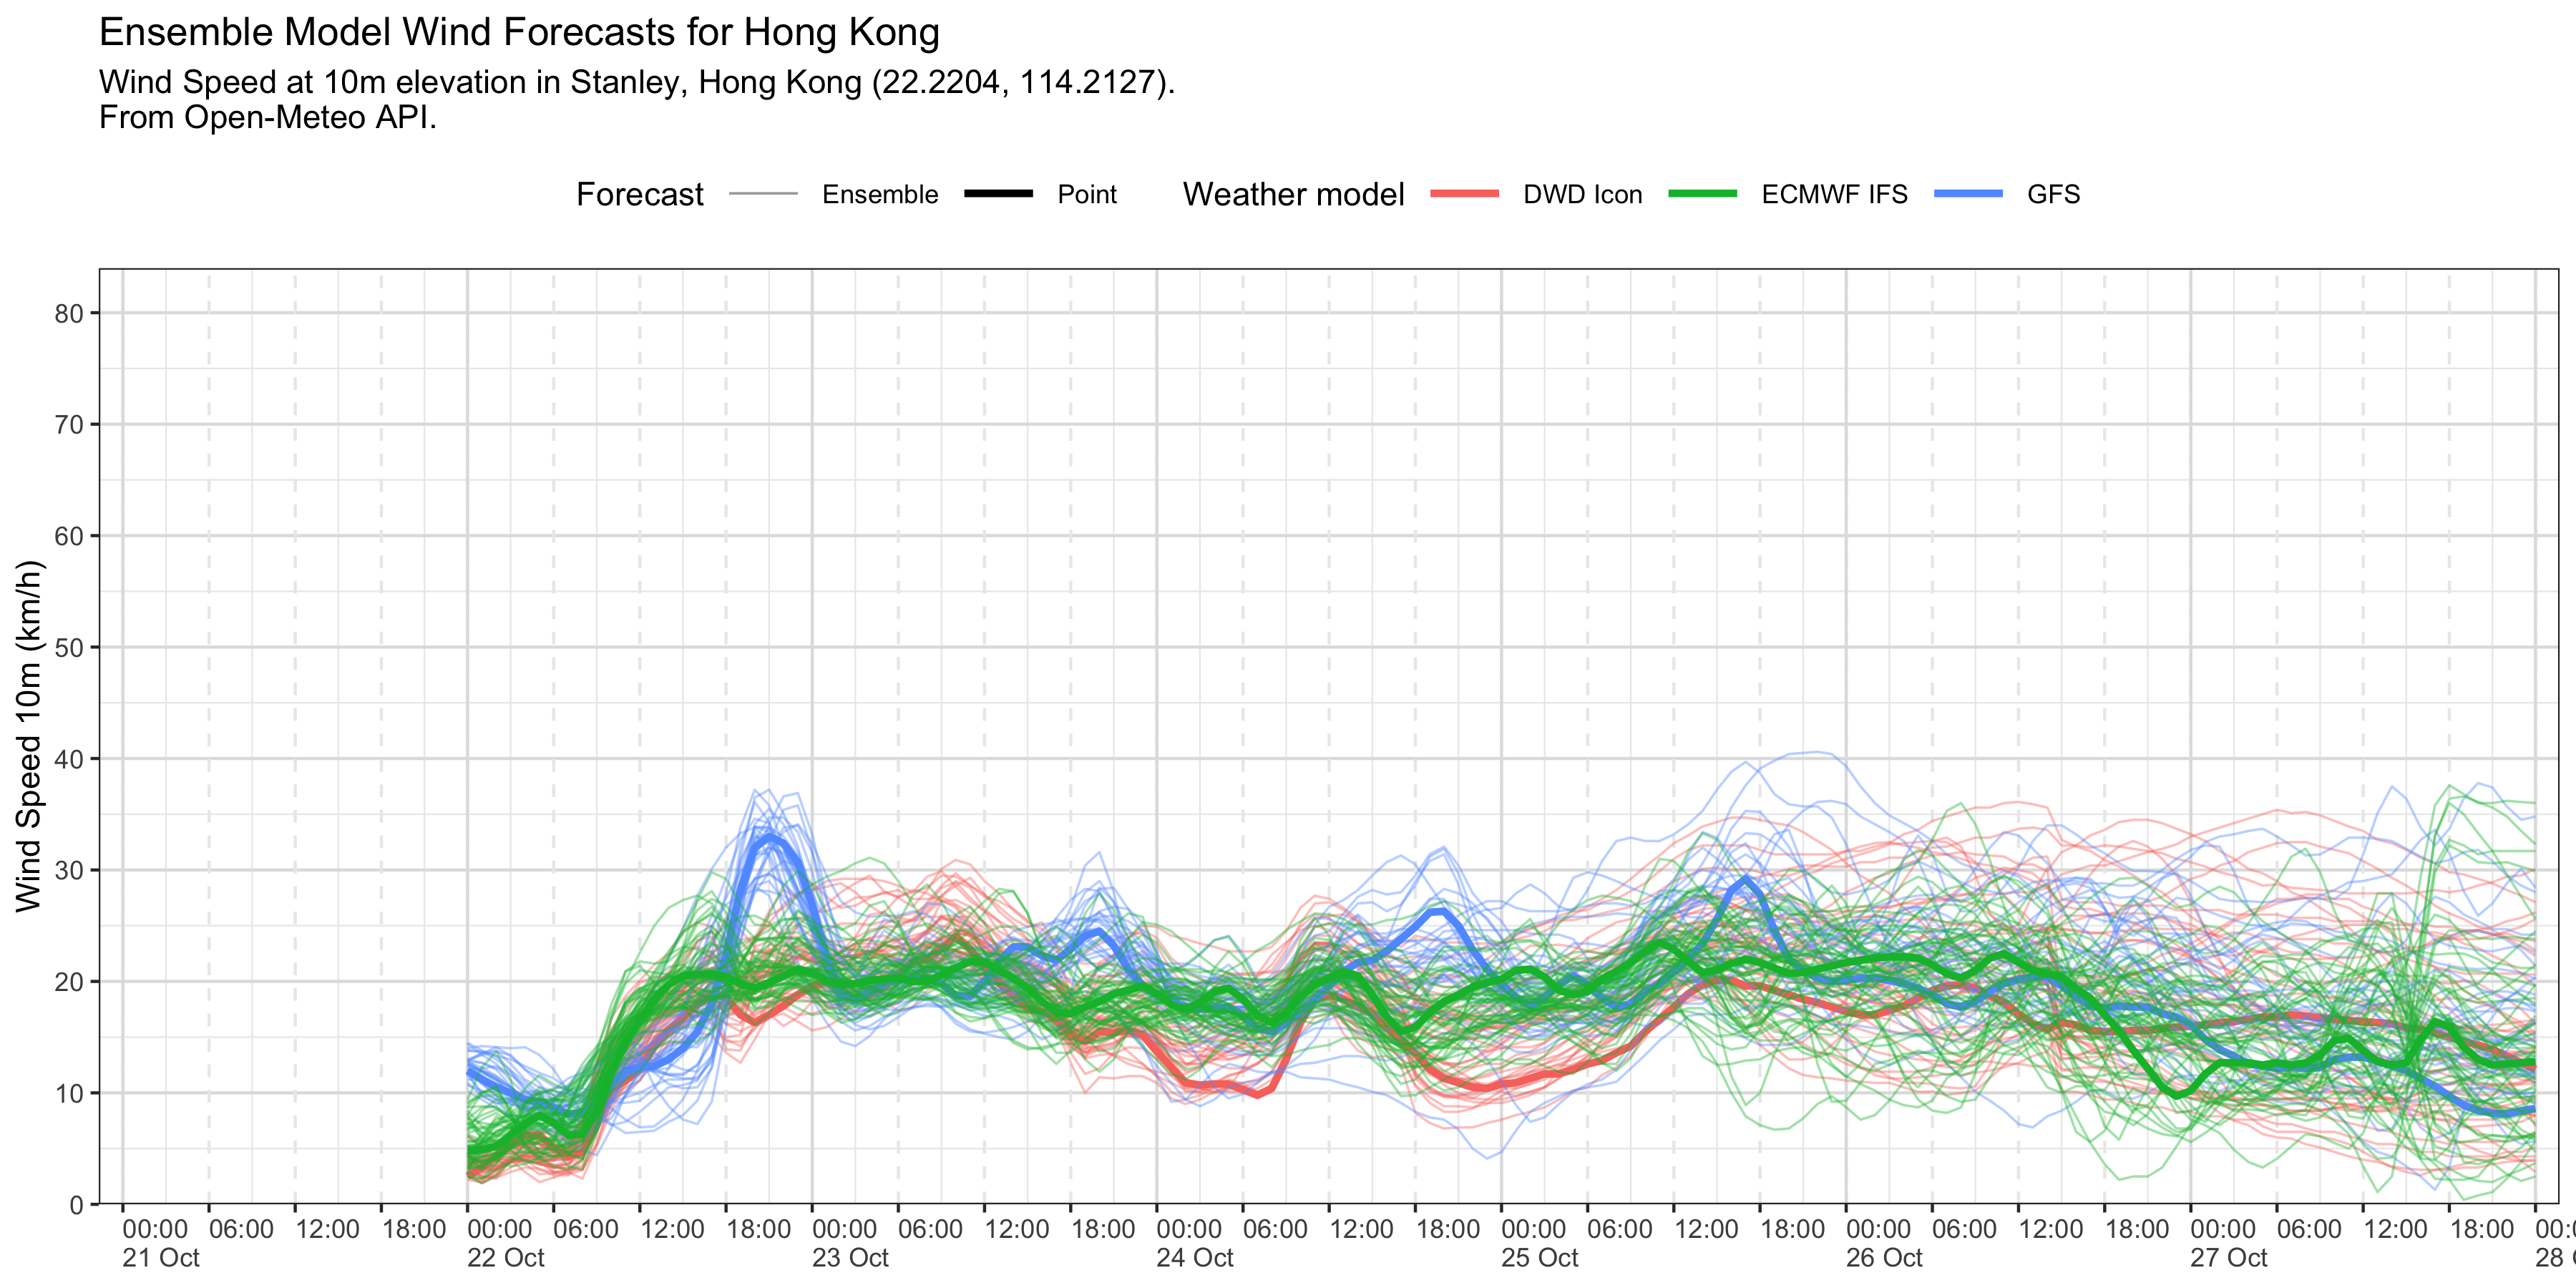 Ensemble Model Wind Forecasts for Hong Kong
Wind Speed at 10m elevation in Stanley, Hong Kong (22.2204, 114.2127).
From Open-Meteo API.
Forecast Ensemble Point Weather model DWD Icon ECMWF IFS GFS
Wind Speed 10m (km/h)
80
70
60
50
40
30
20
10
0
00:00 06:00 12:00 18:00 00:00 06:00 12:00 18:00 00:00 06:00 12:00 18:00 00:00 06:00 12:00 18:00 00:00 06:00 12:00 18:00 00:00 06:00 12:00 18:00 00:00 06:00 12:00 18:00
21 Oct 22 Oct 23 Oct 24 Oct 25 Oct 26 Oct 27 Oct 28